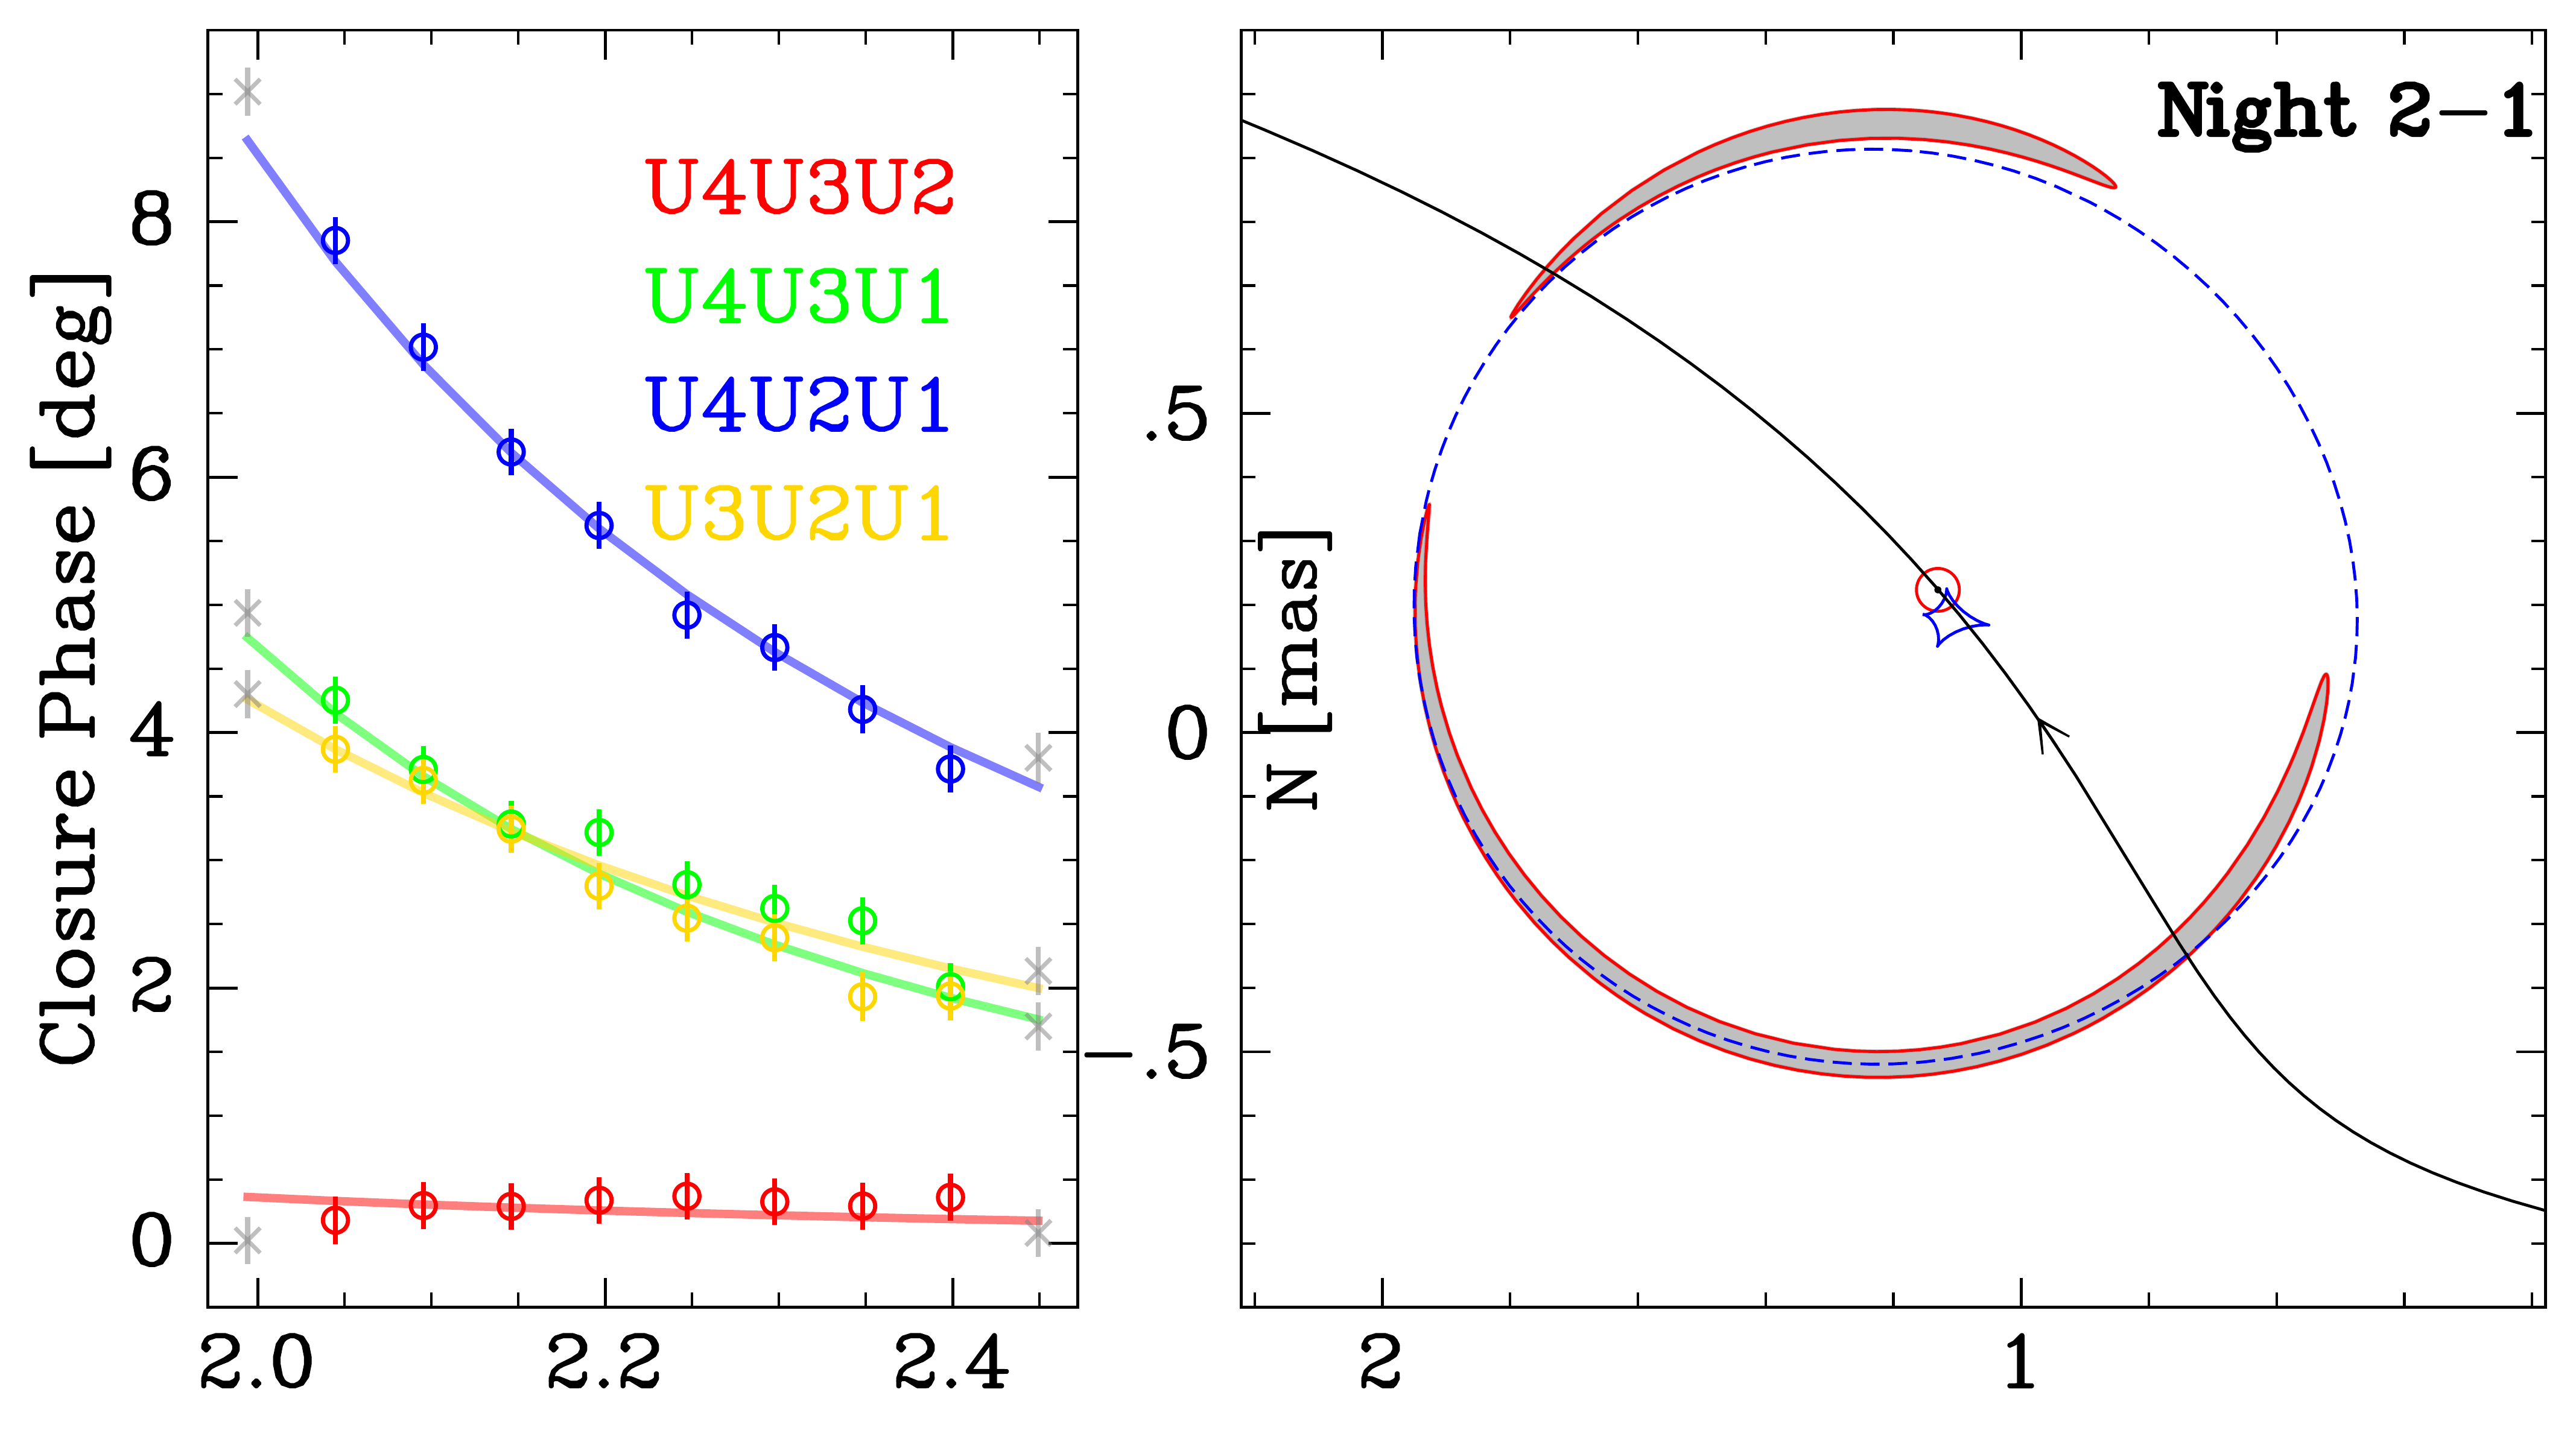 Closure Phase [deg]
8
6
4
2
0
2.0 2.2 2.4
U4U3U2
U4U3U1
U4U2U1
U3U2U1
N [mas]
.5
0
−.5
2 1
Night 2−1